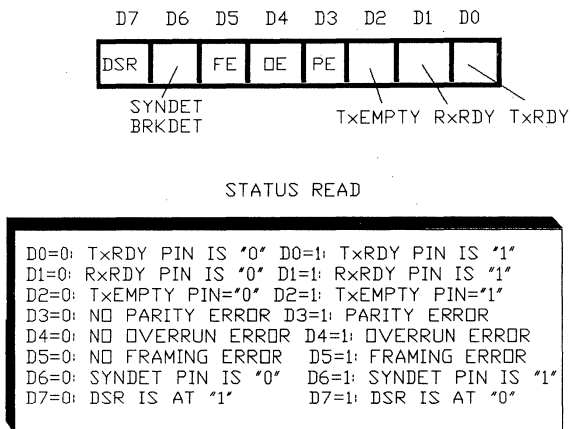 D7 D6 D5 D4 D3 D2 D1 D0
DSR FE OE PE
SYNDET
BRKDET
TxEMPTY RxRDY TxRDY
STATUS READ
D0=0: TxRDY PIN IS "0" D0=1: TxRDY PIN IS "1"
D1=0: RxRDY PIN IS "0" D1=1: RxRDY PIN IS "1"
D2=0: TxEMPTY PIN="0" D2=1: TxEMPTY PIN="1"
D3=0: NO PARITY ERROR D3=1: PARITY ERROR
D4=0: NO OVERRUN ERROR D4=1: OVERRUN ERROR
D5=0: NO FRAMING ERROR D5=1: FRAMING ERROR
D6=0: SYNDET PIN IS "0" D6=1: SYNDET PIN IS "1"
D7=0: DSR IS AT "1" D7=1: DSR IS AT "0"